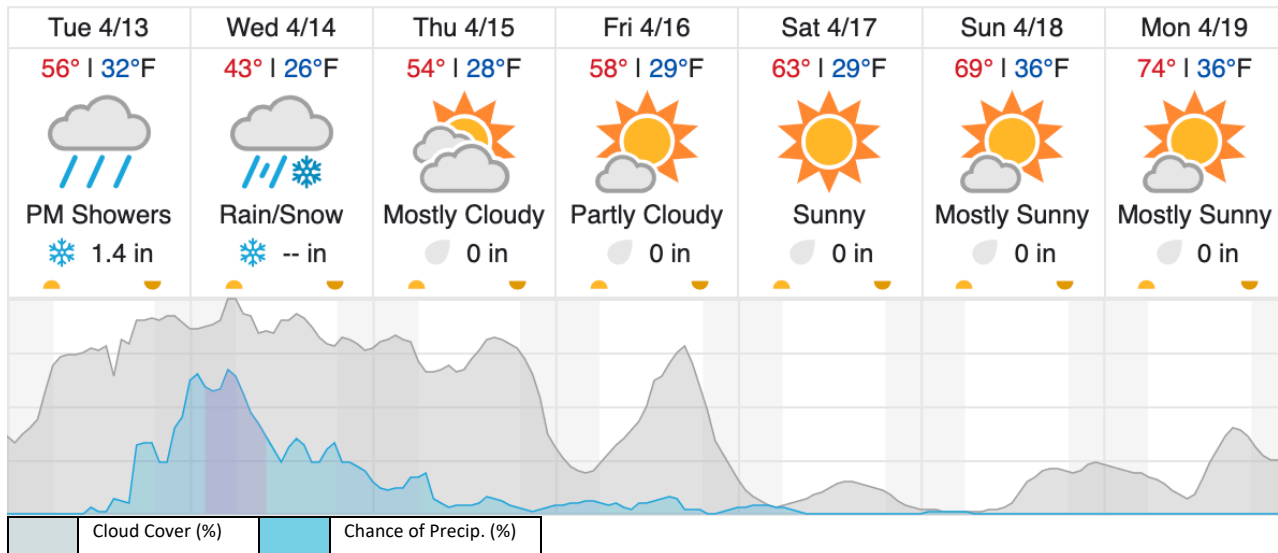 Tue 4/13 Wed 4/14 Thu 4/15 Fri 4/16 Sat 4/17 Sun 4/18 Mon 4/19
56° | 32°F 43° | 26°F 54° | 28°F 58° | 29°F 63° | 29°F 69° | 36°F 74° | 36°F
PM Showers Rain/Snow Mostly Cloudy Partly Cloudy Sunny Mostly Sunny Mostly Sunny
1.4 in -- in 0 in 0 in 0 in 0 in 0 in
Cloud Cover (%) Chance of Precip. (%)